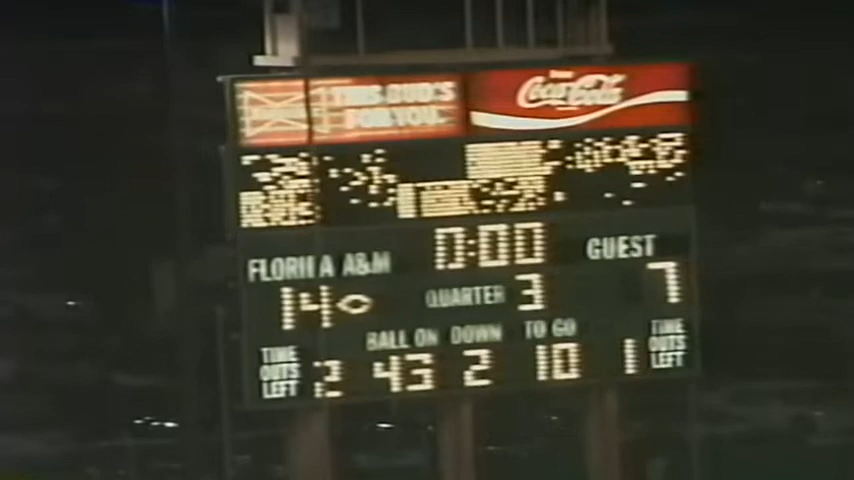 THIS BUD'S
FOR YOU.
Coca-Cola
0:00
FLORIDA A&M GUEST
14 QUARTER 3 7
BALL ON DOWN TO GO
TIME OUTS LEFT 2 43 2 10 1 TIME OUTS LEFT